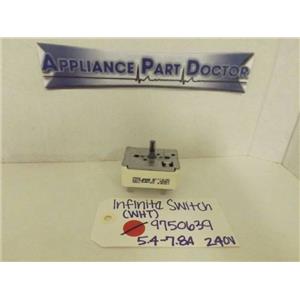 APPLIANCE PART DOCTOR
INFINITE SWITCH
(WHT)
9750639
5.4-7.8A 240V